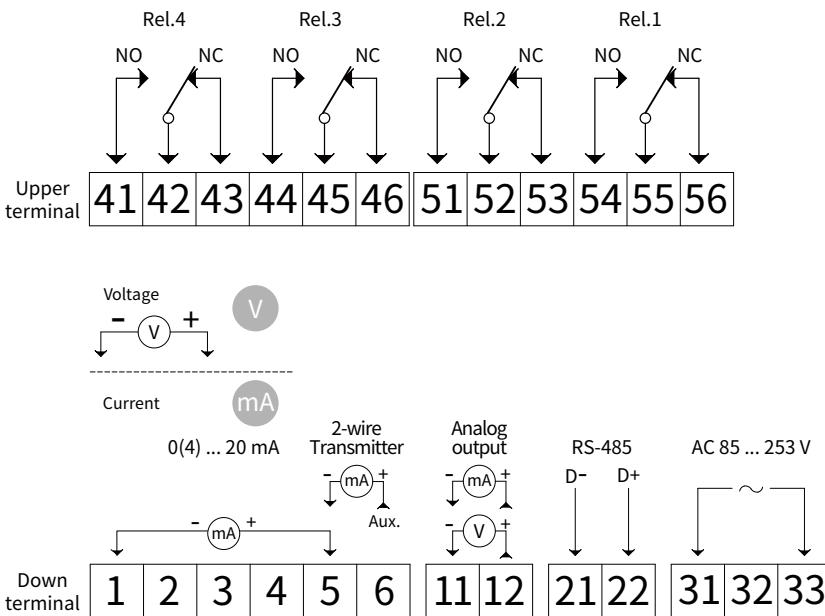 Rel.4 Rel.3 Rel.2 Rel.1
NO NC NO NC NO NC NO NC
Upper terminal 41 42 43 44 45 46 51 52 53 54 55 56
Voltage V
- V +
Current mA
0(4) ... 20 mA
2-wire Transmitter
- mA +
Aux.
Analog output
- mA +
- V +
RS-485
D- D+
AC 85 ... 253 V
- mA +
Down terminal 1 2 3 4 5 6 11 12 21 22 31 32 33